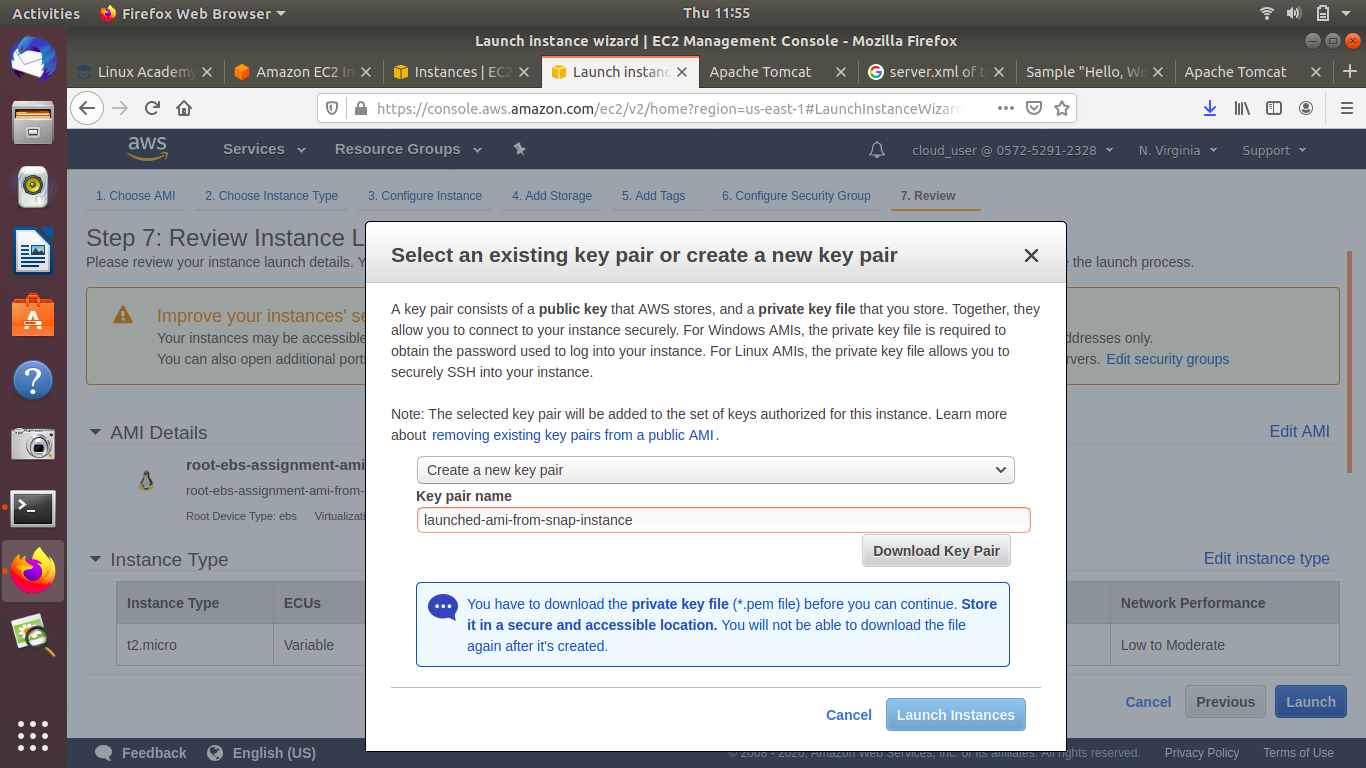 Activities Firefox Web Browser Thu 11:55
Launch instance wizard | EC2 Management Console - Mozilla Firefox
Linux Academy Amazon EC2 In Instances | EC2 Launch instanc Apache Tomcat server.xml of t Sample "Hello, Wo Apache Tomcat
https://console.aws.amazon.com/ec2/v2/home?region=us-east-1#LaunchInstanceWizard
aws Services Resource Groups cloud_user @ 0572-5291-2328 N. Virginia Support
1. Choose AMI 2. Choose Instance Type 3. Configure Instance 4. Add Storage 5. Add Tags 6. Configure Security Group 7. Review
Step 7: Review Instance L
Please review your instance launch details. Y the launch process.
Improve your instances' se
Your instances may be accessible ddresses only.
You can also open additional port rvers. Edit security groups
AMI Details Edit AMI
root-ebs-assignment-ami
root-ebs-assignment-ami-from-
Root Device Type: ebs Virtualizati
Instance Type Edit instance type
Instance Type ECUs Network Performance
t2.micro Variable Low to Moderate
Cancel Previous Launch
Select an existing key pair or create a new key pair
A key pair consists of a public key that AWS stores, and a private key file that you store. Together, they
allow you to connect to your instance securely. For Windows AMIs, the private key file is required to
obtain the password used to log into your instance. For Linux AMIs, the private key file allows you to
securely SSH into your instance.
Note: The selected key pair will be added to the set of keys authorized for this instance. Learn more
about removing existing key pairs from a public AMI.
Create a new key pair
Key pair name
launched-ami-from-snap-instance
Download Key Pair
You have to download the private key file (*.pem file) before you can continue. Store
it in a secure and accessible location. You will not be able to download the file
again after it's created.
Cancel Launch Instances
Feedback English (US) © 2008 - 2020, Amazon Web Services, Inc. or its affiliates. All rights reserved. Privacy Policy Terms of Use